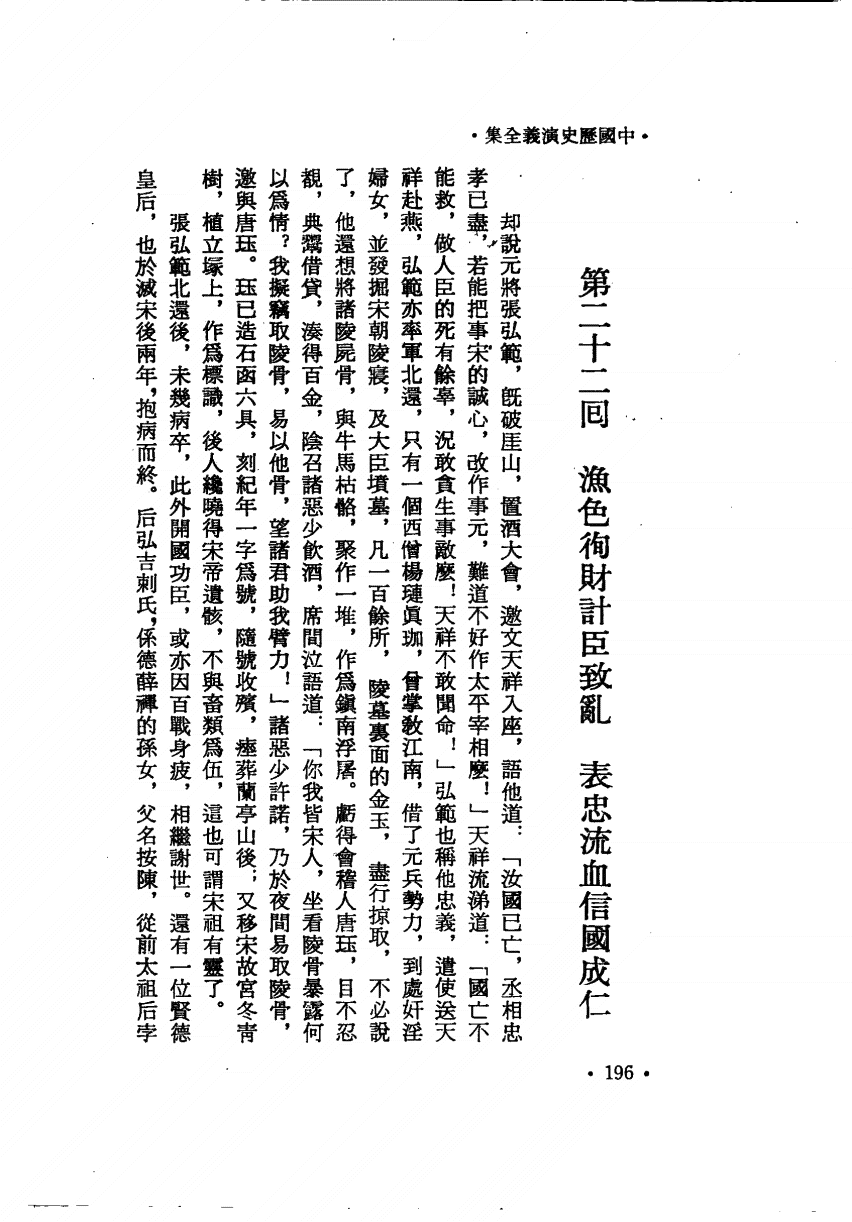 •中國歷史演義全集•
第二十二囘　漁色徇財計臣致亂　表忠流血信國成仁
却說元將張弘範，旣破厓山，置酒大會，邀文天祥入座，語他道：「汝國已亡，丞相忠
孝已盡，若能把事宋的誠心，改作事元，難道不好作太平宰相麼！」天祥流涕道：「國亡不
能救，做人臣的死有餘辜，況敢貪生事敵麼！天祥不敢聞命！」弘範也稱他忠義，遣使送天
祥赴燕，弘範亦率軍北還，只有一個西僧楊璉眞珈，曾掌敎江南，借了元兵勢力，到處奸淫
婦女，並發掘宋朝陵寢，及大臣墳墓，凡一百餘所，陵墓裏面的金玉，盡行掠取，不必說
了，他還想將諸陵屍骨，與牛馬枯骼，聚作一堆，作爲鎭南浮屠。虧得會稽人唐珏，目不忍
覩，典鬻借貸，湊得百金，陰召諸惡少飲酒，席間泣語道：「你我皆宋人，坐看陵骨暴露何
以爲情？我擬竊取陵骨，易以他骨，望諸君助我臂力！」諸惡少許諾，乃於夜間易取陵骨，
邀與唐珏。珏已造石函六具，刻紀年一字爲號，隨號收殯，瘞葬蘭亭山後；又移宋故宮冬靑
樹，植立塚上，作爲標識，後人纔曉得宋帝遺骸，不與畜類爲伍，這也可謂宋祖有靈了。
張弘範北還後，未幾病卒，此外開國功臣，或亦因百戰身疲，相繼謝世。還有一位賢德
皇后，也於滅宋後兩年，抱病而終。后弘吉剌氏，係德薛禪的孫女，父名按陳，從前太祖后孛
•196•